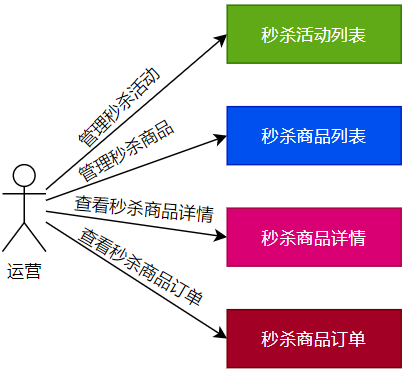 秒杀活动列表
管理秒杀活动
秒杀商品列表
管理秒杀商品
查看秒杀商品详情
秒杀商品详情
查看秒杀商品订单
运营
秒杀商品订单